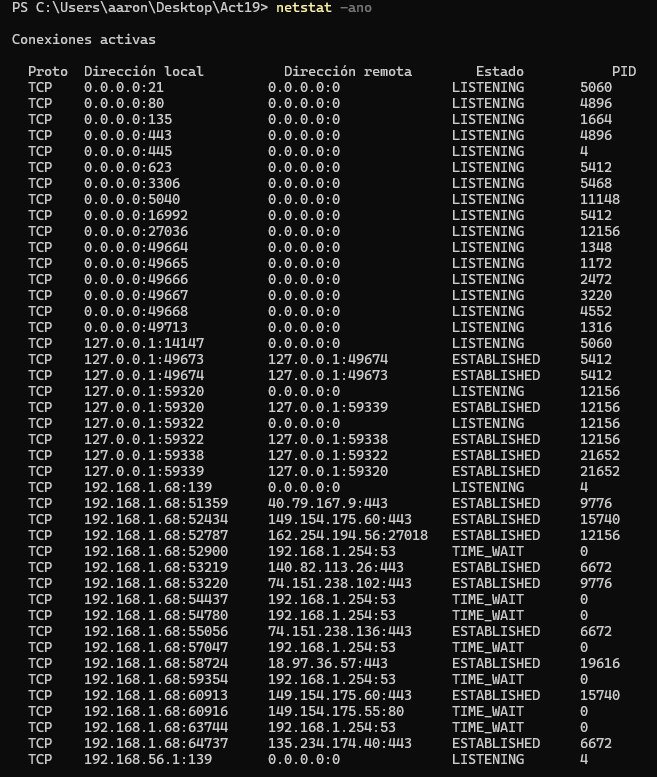 PS C:\Users\aaron\Desktop\Act19> netstat -ano
Conexiones activas
Proto  Dirección local          Dirección remota        Estado           PID
TCP    0.0.0.0:21             0.0.0.0:0              LISTENING       5060
TCP    0.0.0.0:80             0.0.0.0:0              LISTENING       4896
TCP    0.0.0.0:135            0.0.0.0:0              LISTENING       1664
TCP    0.0.0.0:443            0.0.0.0:0              LISTENING       4896
TCP    0.0.0.0:445            0.0.0.0:0              LISTENING       4
TCP    0.0.0.0:623            0.0.0.0:0              LISTENING       5412
TCP    0.0.0.0:3306           0.0.0.0:0              LISTENING       5468
TCP    0.0.0.0:5040           0.0.0.0:0              LISTENING       11148
TCP    0.0.0.0:16992          0.0.0.0:0              LISTENING       5412
TCP    0.0.0.0:27036          0.0.0.0:0              LISTENING       12156
TCP    0.0.0.0:49664          0.0.0.0:0              LISTENING       1348
TCP    0.0.0.0:49665          0.0.0.0:0              LISTENING       1172
TCP    0.0.0.0:49666          0.0.0.0:0              LISTENING       2472
TCP    0.0.0.0:49667          0.0.0.0:0              LISTENING       3220
TCP    0.0.0.0:49668          0.0.0.0:0              LISTENING       4552
TCP    0.0.0.0:49713          0.0.0.0:0              LISTENING       1316
TCP    127.0.0.1:14147        0.0.0.0:0              LISTENING       5060
TCP    127.0.0.1:49673        127.0.0.1:49674        ESTABLISHED     5412
TCP    127.0.0.1:49674        127.0.0.1:49673        ESTABLISHED     5412
TCP    127.0.0.1:59320        0.0.0.0:0              LISTENING       12156
TCP    127.0.0.1:59320        127.0.0.1:59339        ESTABLISHED     12156
TCP    127.0.0.1:59322        0.0.0.0:0              LISTENING       12156
TCP    127.0.0.1:59322        127.0.0.1:59338        ESTABLISHED     12156
TCP    127.0.0.1:59338        127.0.0.1:59322        ESTABLISHED     21652
TCP    127.0.0.1:59339        127.0.0.1:59320        ESTABLISHED     21652
TCP    192.168.1.68:139       0.0.0.0:0              LISTENING       4
TCP    192.168.1.68:51359     40.79.167.9:443        ESTABLISHED     9776
TCP    192.168.1.68:52434     149.154.175.60:443     ESTABLISHED     15740
TCP    192.168.1.68:52787     162.254.194.56:27018   ESTABLISHED     12156
TCP    192.168.1.68:52900     192.168.1.254:53       TIME_WAIT       0
TCP    192.168.1.68:53219     140.82.113.26:443      ESTABLISHED     6672
TCP    192.168.1.68:53220     74.151.238.102:443     ESTABLISHED     9776
TCP    192.168.1.68:54437     192.168.1.254:53       TIME_WAIT       0
TCP    192.168.1.68:54780     192.168.1.254:53       TIME_WAIT       0
TCP    192.168.1.68:55056     74.151.238.136:443     ESTABLISHED     6672
TCP    192.168.1.68:57047     192.168.1.254:53       TIME_WAIT       0
TCP    192.168.1.68:58724     18.97.36.57:443        ESTABLISHED     19616
TCP    192.168.1.68:59354     192.168.1.254:53       TIME_WAIT       0
TCP    192.168.1.68:60913     149.154.175.60:443     ESTABLISHED     15740
TCP    192.168.1.68:60916     149.154.175.55:80      TIME_WAIT       0
TCP    192.168.1.68:63744     192.168.1.254:53       TIME_WAIT       0
TCP    192.168.1.68:64737     135.234.174.40:443     ESTABLISHED     6672
TCP    192.168.56.1:139       0.0.0.0:0              LISTENING       4